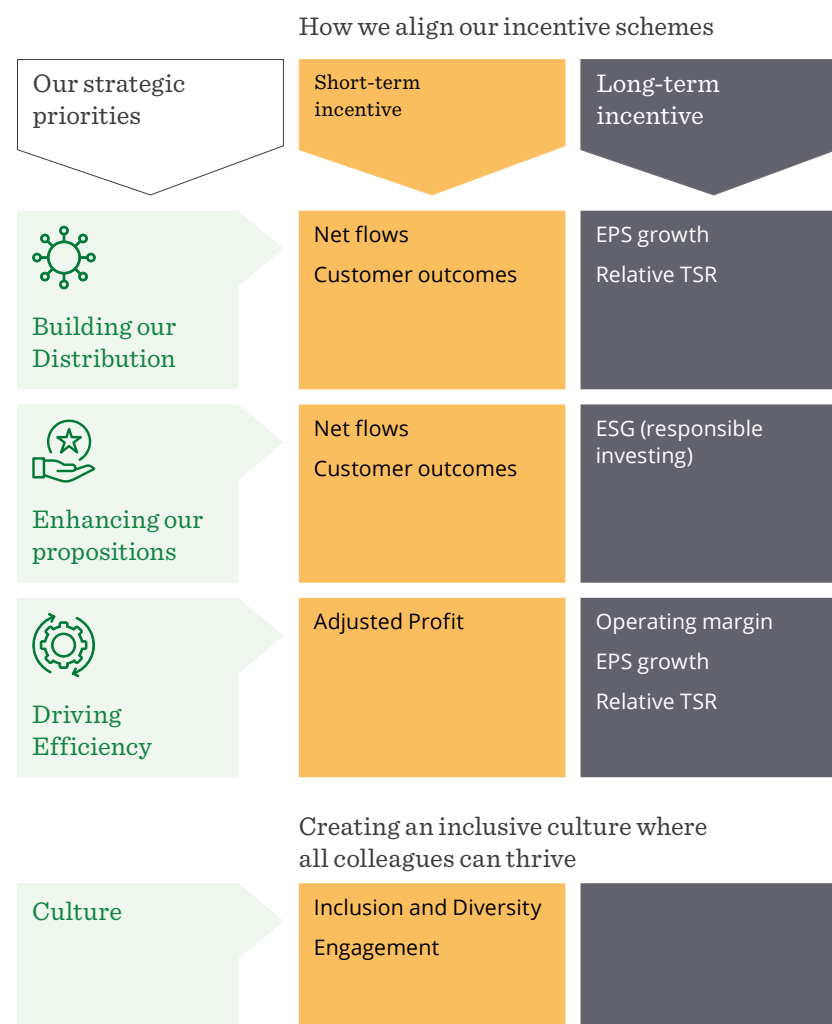 How we align our incentive schemes
Our strategic
priorities
Short-term
incentive
Long-term
incentive
Building our
Distribution
Net flows
Customer outcomes
EPS growth
Relative TSR
Enhancing our
propositions
Net flows
Customer outcomes
ESG (responsible
investing)
Driving
Efficiency
Adjusted Profit
Operating margin
EPS growth
Relative TSR
Creating an inclusive culture where
all colleagues can thrive
Culture
Inclusion and Diversity
Engagement